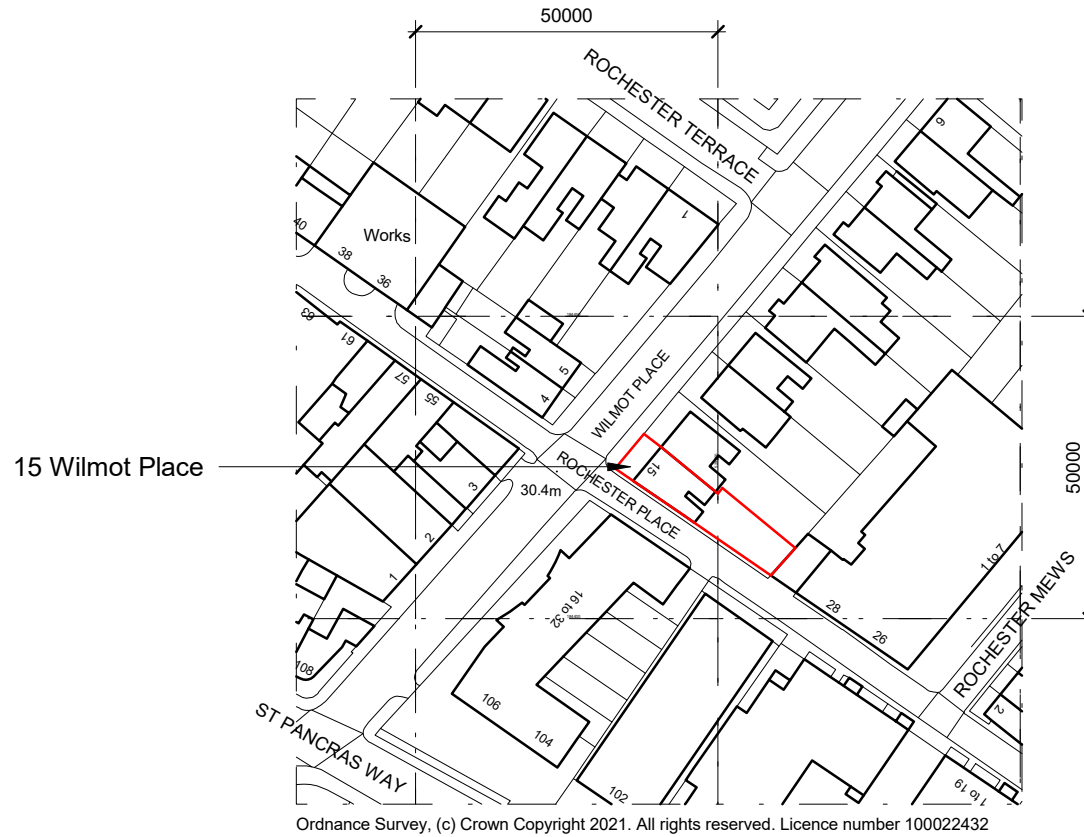 50000
ROCHESTER TERRACE
9
1
Works
40
38
36
63
61
57
55
5
4
WILMOT PLACE
50000
15 Wilmot Place
15
ROCHESTER PLACE
30.4m
3
2
1
1 to 7
16 to 32
28
26
ROCHESTER MEWS
108
106
104
102
2
ST PANCRAS WAY
1 to 19
Ordnance Survey, (c) Crown Copyright 2021. All rights reserved. Licence number 100022432